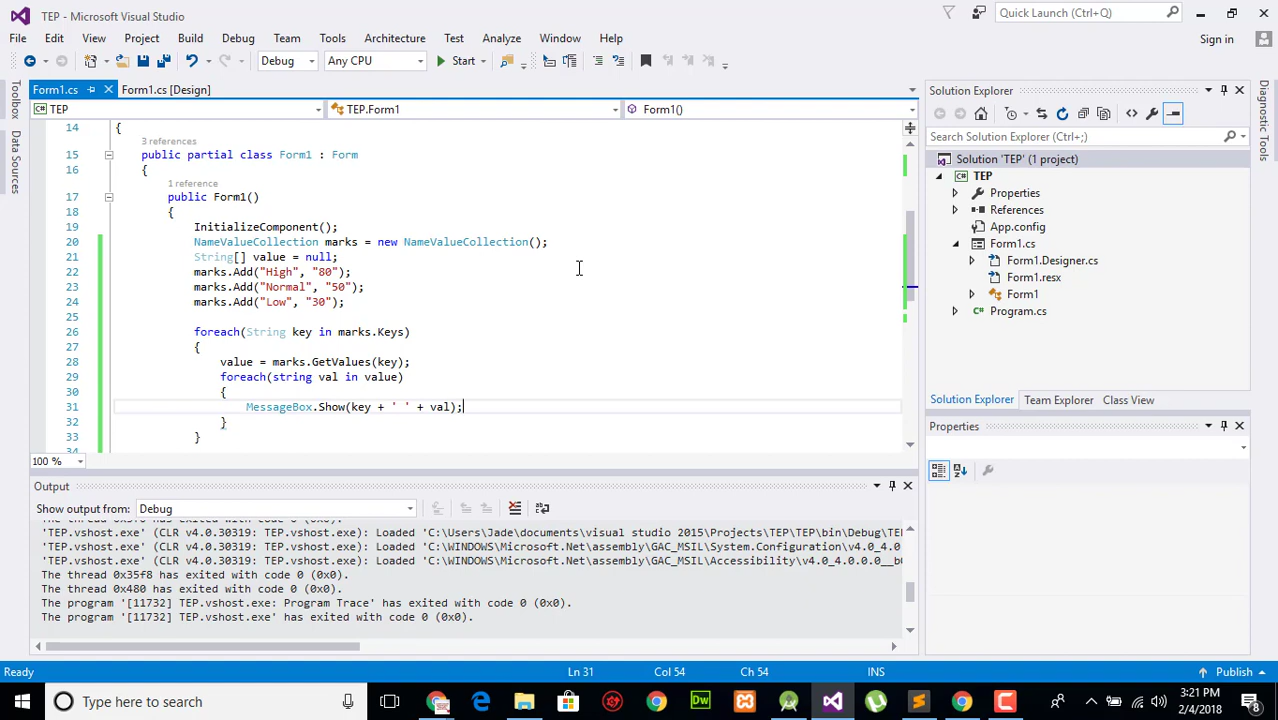 TEP - Microsoft Visual Studio
Quick Launch (Ctrl+Q)
File Edit View Project Build Debug Team Tools Architecture Test Analyze Window Help
Sign in
Debug Any CPU Start
Toolbox
Data Sources
Form1.cs Form1.cs [Design]
TEP TEP.Form1 Form1()
14 {
3 references
15 public partial class Form1 : Form
16 {
1 reference
17 public Form1()
18 {
19 InitializeComponent();
20 NameValueCollection marks = new NameValueCollection();
21 String[] value = null;
22 marks.Add("High", "80");
23 marks.Add("Normal", "50");
24 marks.Add("Low", "30");
25
26 foreach(String key in marks.Keys)
27 {
28 value = marks.GetValues(key);
29 foreach(string val in value)
30 {
31 MessageBox.Show(key + ' ' + val);
32 }
33 }
34
100 %
Output
Show output from: Debug
'TEP.vshost.exe' (CLR v4.0.30319: TEP.vshost.exe): Loaded 'C:\Users\Jade\documents\visual studio 2015\Projects\TEP\TEP\bin\Debug\TE
'TEP.vshost.exe' (CLR v4.0.30319: TEP.vshost.exe): Loaded 'C:\WINDOWS\Microsoft.Net\assembly\GAC_MSIL\System.Configuration\v4.0_4.0
'TEP.vshost.exe' (CLR v4.0.30319: TEP.vshost.exe): Loaded 'C:\WINDOWS\Microsoft.Net\assembly\GAC_MSIL\Accessibility\v4.0_4.0.0.0__b
The thread 0x35f8 has exited with code 0 (0x0).
The thread 0x480 has exited with code 0 (0x0).
The program '[11732] TEP.vshost.exe: Program Trace' has exited with code 0 (0x0).
The program '[11732] TEP.vshost.exe' has exited with code 0 (0x0).
Solution Explorer
Search Solution Explorer (Ctrl+;)
Solution 'TEP' (1 project)
TEP
Properties
References
App.config
Form1.cs
Form1.Designer.cs
Form1.resx
Form1
Program.cs
Solution Explorer Team Explorer Class View
Properties
Diagnostic Tools
Ready Ln 31 Col 54 Ch 54 INS Publish
Type here to search
Dw
3:21 PM
2/4/2018
8